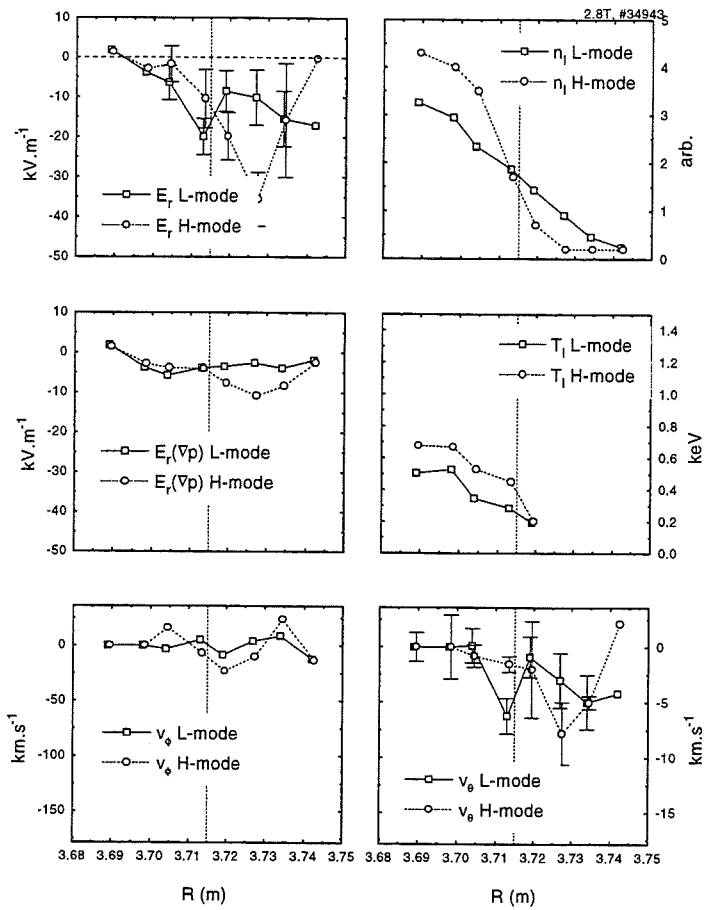 2.8T, #34943
10
0
-10
-20
-30
-40
-50
kV.m-1
E_r L-mode
E_r H-mode
n_I L-mode
n_I H-mode
5
4
3
2
1
0
arb.
10
0
-10
-20
-30
-40
-50
kV.m-1
E_r(∇p) L-mode
E_r(∇p) H-mode
T_I L-mode
T_I H-mode
1.4
1.2
1.0
0.8
0.6
0.4
0.2
0.0
keV
0
-50
-100
-150
km.s-1
v_ϕ L-mode
v_ϕ H-mode
3.68 3.69 3.70 3.71 3.72 3.73 3.74 3.75
R (m)
v_θ L-mode
v_θ H-mode
0
-5
-10
-15
km.s-1
3.68 3.69 3.70 3.71 3.72 3.73 3.74 3.75
R (m)